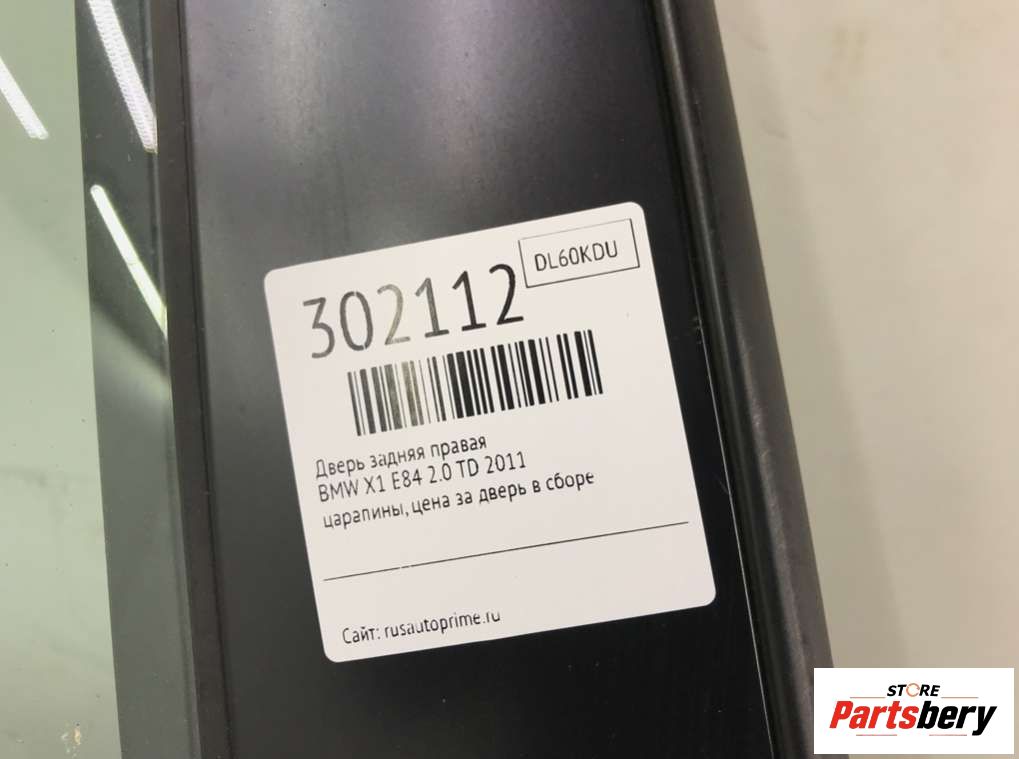 302112
DL60KDU
Дверь задняя правая
BMW X1 E84 2.0 TD 2011
царапины, цена за дверь в сборе
Сайт: rusautoprime.ru
STORE
Partsbery